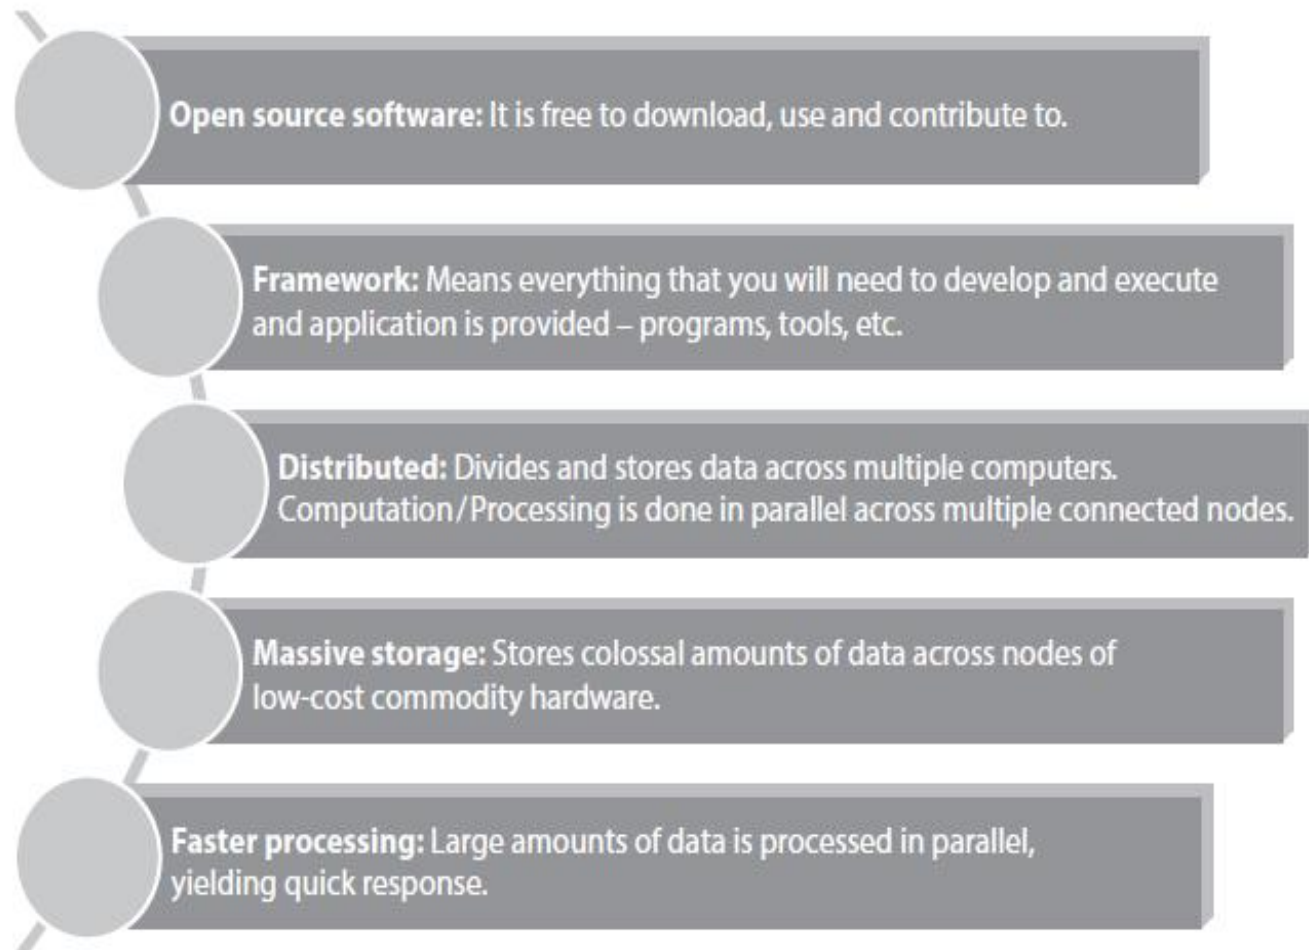 Open source software: It is free to download, use and contribute to.
Framework: Means everything that you will need to develop and execute
and application is provided – programs, tools, etc.
Distributed: Divides and stores data across multiple computers.
Computation/Processing is done in parallel across multiple connected nodes.
Massive storage: Stores colossal amounts of data across nodes of
low-cost commodity hardware.
Faster processing: Large amounts of data is processed in parallel,
yielding quick response.